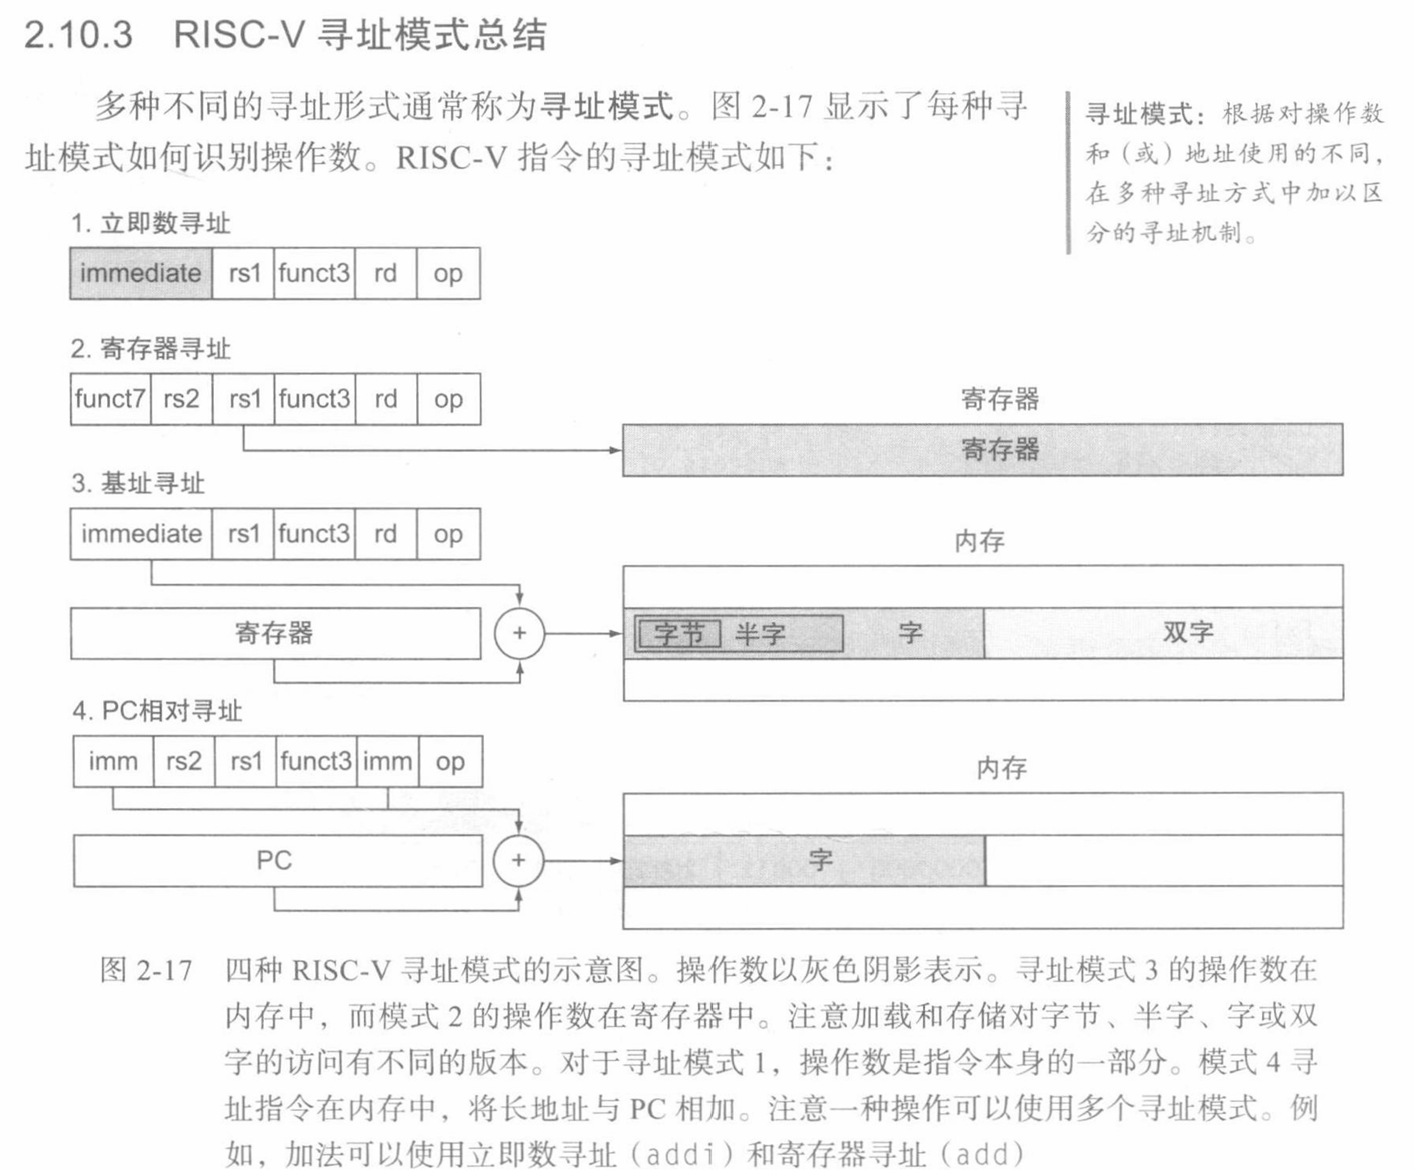 2.10.3 RISC-V 寻址模式总结
多种不同的寻址形式通常称为寻址模式。图 2-17 显示了每种寻
址模式如何识别操作数。RISC-V 指令的寻址模式如下：
寻址模式：根据对操作数
和（或）地址使用的不同，
在多种寻址方式中加以区
分的寻址机制。
1. 立即数寻址
immediate rs1 funct3 rd op
2. 寄存器寻址
funct7 rs2 rs1 funct3 rd op
寄存器
寄存器
3. 基址寻址
immediate rs1 funct3 rd op
内存
寄存器 + 字节 半字 字 双字
4. PC相对寻址
imm rs2 rs1 funct3 imm op
内存
PC + 字
图 2-17 四种 RISC-V 寻址模式的示意图。操作数以灰色阴影表示。寻址模式 3 的操作数在
内存中，而模式 2 的操作数在寄存器中。注意加载和存储对字节、半字、字或双
字的访问有不同的版本。对于寻址模式 1，操作数是指令本身的一部分。模式 4 寻
址指令在内存中，将长地址与 PC 相加。注意一种操作可以使用多个寻址模式。例
如，加法可以使用立即数寻址（addi）和寄存器寻址（add）